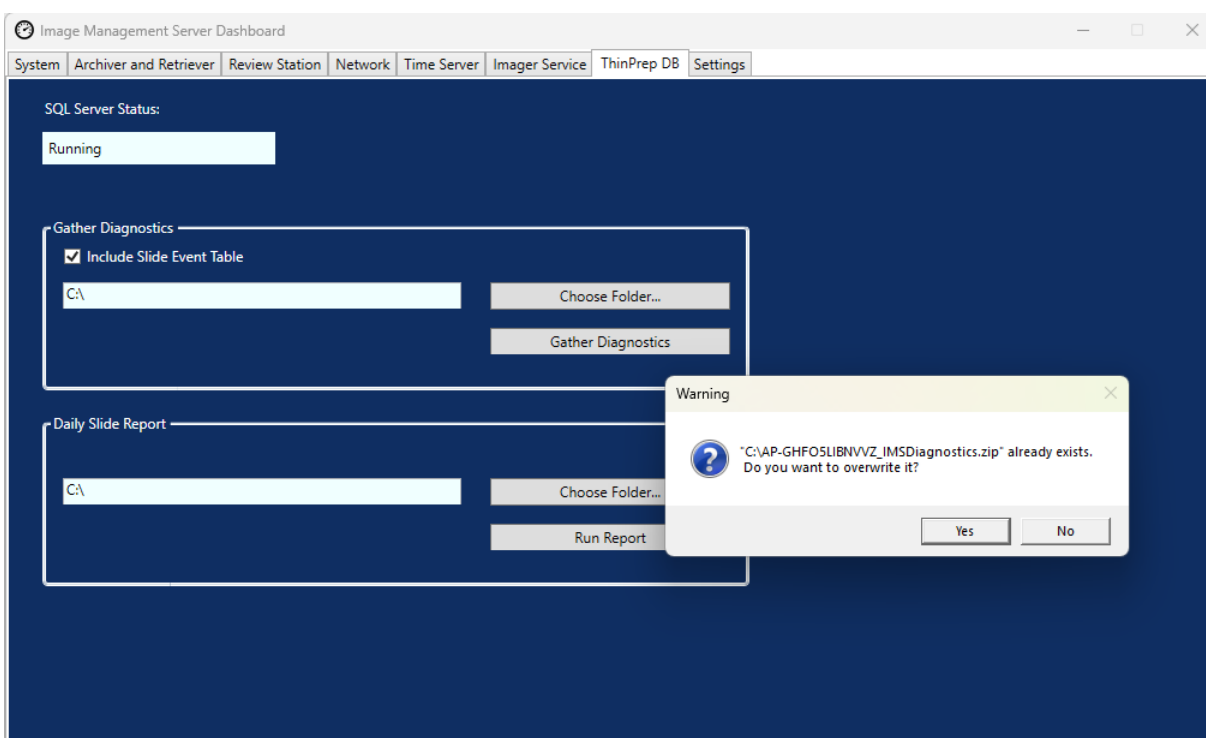 Image Management Server Dashboard
System Archiver and Retriever Review Station Network Time Server Imager Service ThinPrep DB Settings
SQL Server Status:
Running
Gather Diagnostics
Include Slide Event Table
C:\ Choose Folder...
Gather Diagnostics
Daily Slide Report
C:\ Choose Folder...
Run Report
Warning
"C:\AP-GHFO5LIBNVVZ_IMSDiagnostics.zip" already exists.
Do you want to overwrite it?
Yes No